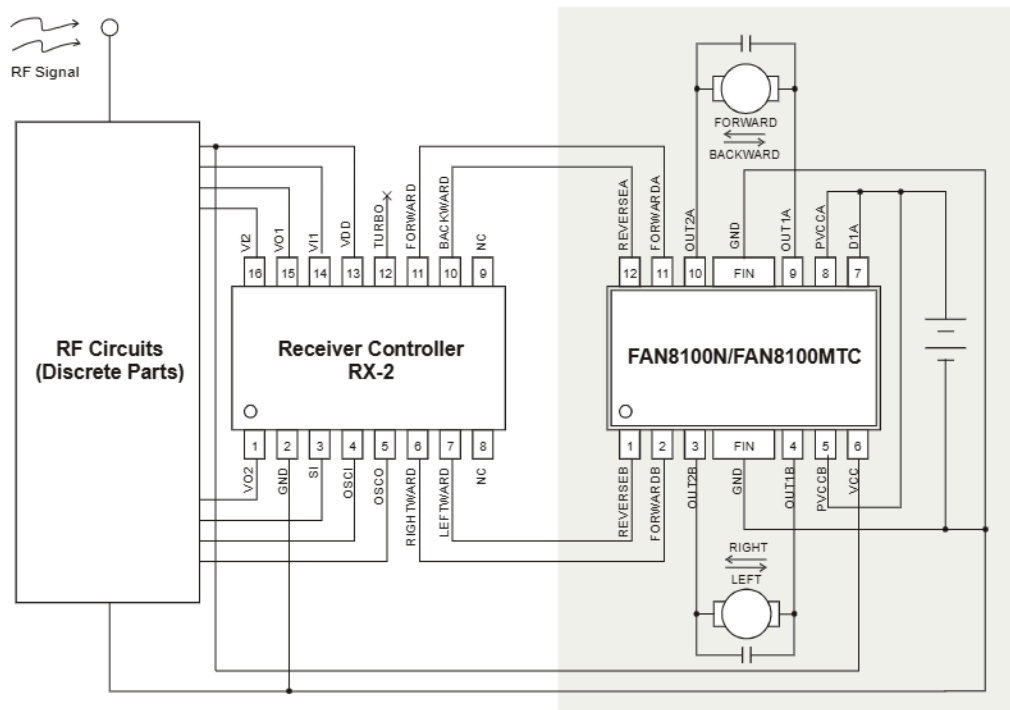 RF Signal
FORWARD
BACKWARD
VI2
VO1
VI1
VDD
TURBO
FORWARD
BACKWARD
NC
REVERSEA
FORWARDA
OUT2A
GND
OUT1A
PVCCA
D1A
16 15 14 13 12 11 10 9
12 11 10 FIN 9 8 7
RF Circuits
(Discrete Parts)
Receiver Controller
RX-2
FAN8100N/FAN8100MTC
1 2 3 4 5 6 7 8
1 2 3 FIN 4 5 6
VO2
GND
SI
OSCI
OSCO
RIGHTWARD
LEFTWARD
NC
REVERSEB
FORWARDB
OUT2B
GND
OUT1B
PVCCB
VCC
RIGHT
LEFT